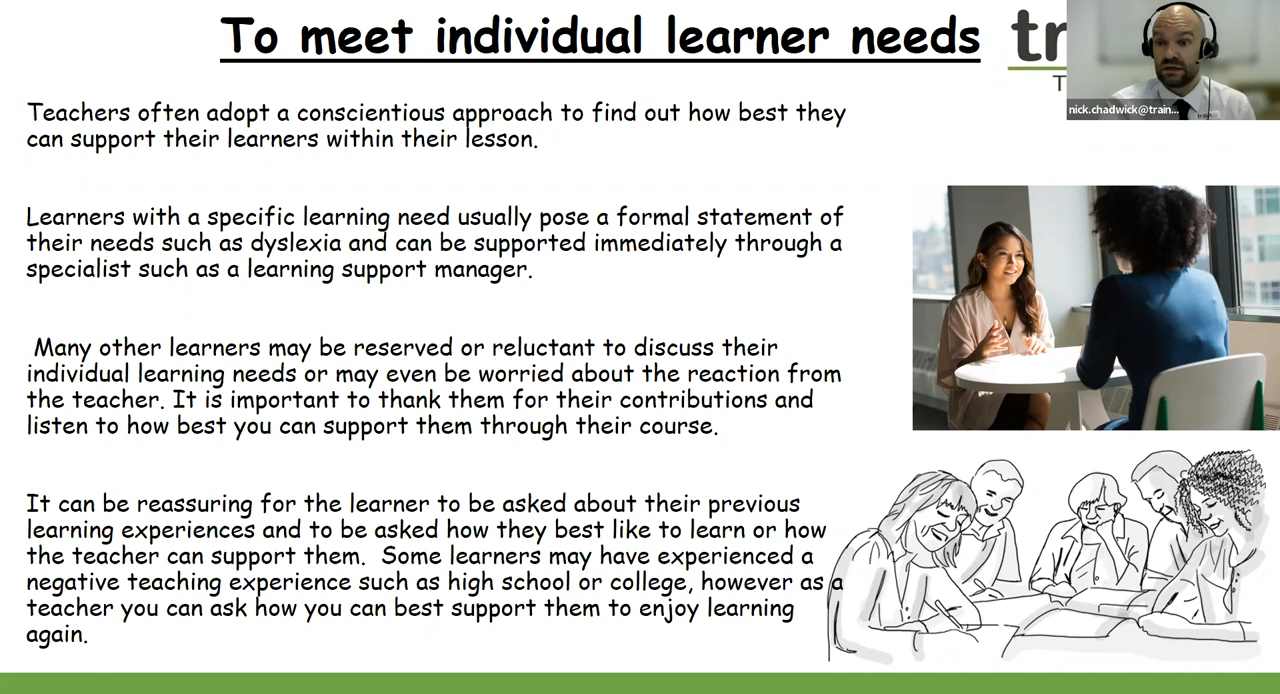 To meet individual learner needs
tr
T
nick.chadwick@train...
Teachers often adopt a conscientious approach to find out how best they
can support their learners within their lesson.
Learners with a specific learning need usually pose a formal statement of
their needs such as dyslexia and can be supported immediately through a
specialist such as a learning support manager.
Many other learners may be reserved or reluctant to discuss their
individual learning needs or may even be worried about the reaction from
the teacher. It is important to thank them for their contributions and
listen to how best you can support them through their course.
It can be reassuring for the learner to be asked about their previous
learning experiences and to be asked how they best like to learn or how
the teacher can support them.  Some learners may have experienced a
negative teaching experience such as high school or college, however as a
teacher you can ask how you can best support them to enjoy learning
again.